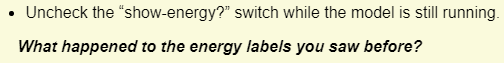 • Uncheck the “show-energy?” switch while the model is still running.
What happened to the energy labels you saw before?